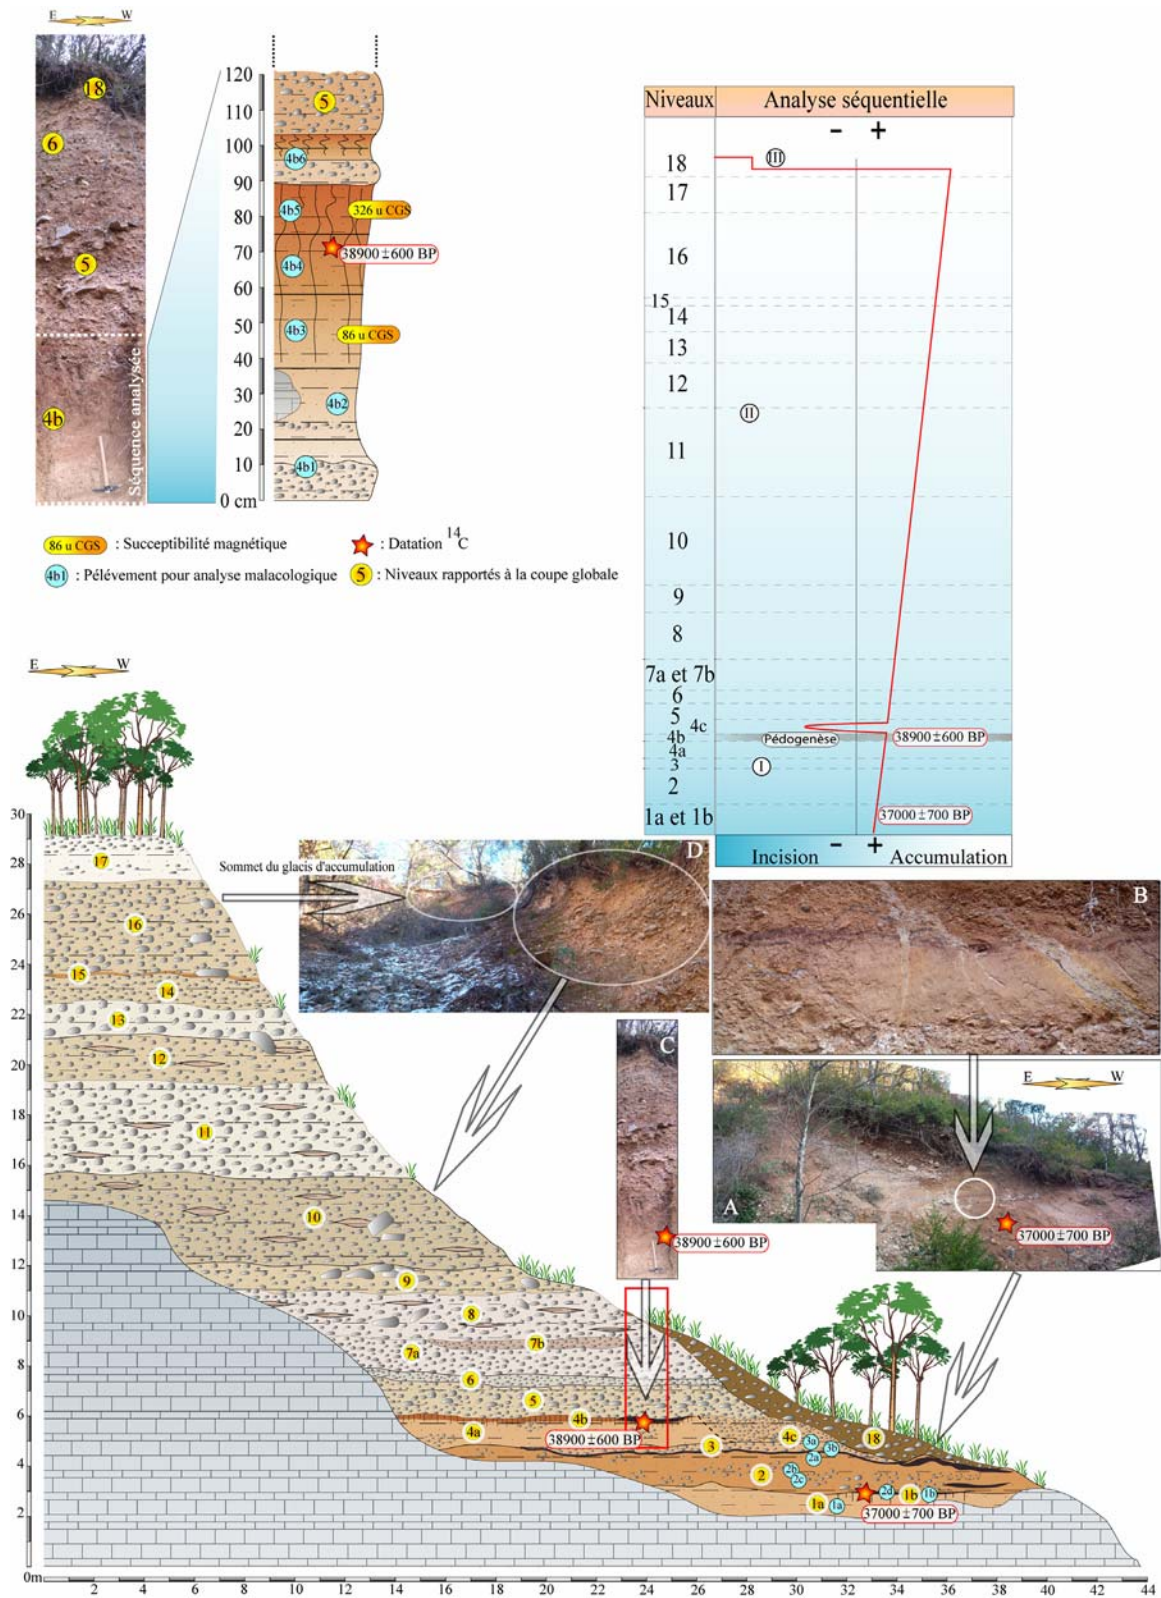 E W
18
6
5
4b
Séquence analysée
120
110
100
90
80
70
60
50
40
30
20
10
0 cm
5
4b6
4b5
326 u CGS
38900±600 BP
4b4
4b3
86 u CGS
4b2
4b1
86 u CGS : Succeptibilité magnétique
: Datation 14C
4b1 : Pélévement pour analyse malacologique
5 : Niveaux rapportés à la coupe globale
Niveaux Analyse séquentielle
- +
18 III
17
16
15
14
13
12
II
11
10
9
8
7a et 7b
6
5
4c
4b Pédogenèse 38900±600 BP
4a
3 I
2
1a et 1b 37000±700 BP
- +
Incision Accumulation
E W
30
28
26
24
22
20
18
16
14
12
10
8
6
4
2
0m
2 4 6 8 10 12 14 16 18 20 22 24 26 28 30 32 34 36 38 40 42 44
17
16
15
14
13
12
11
10
9
8
7a 7b
6
5
4b
4a
38900±600 BP
3
4c
3a
3b
2a
18
2
2b
2c
1a
1a
2d
1b
1b
37000±700 BP
Sommet du glacis d'accumulation
D
B
C
38900±600 BP
E W
A
37000±700 BP